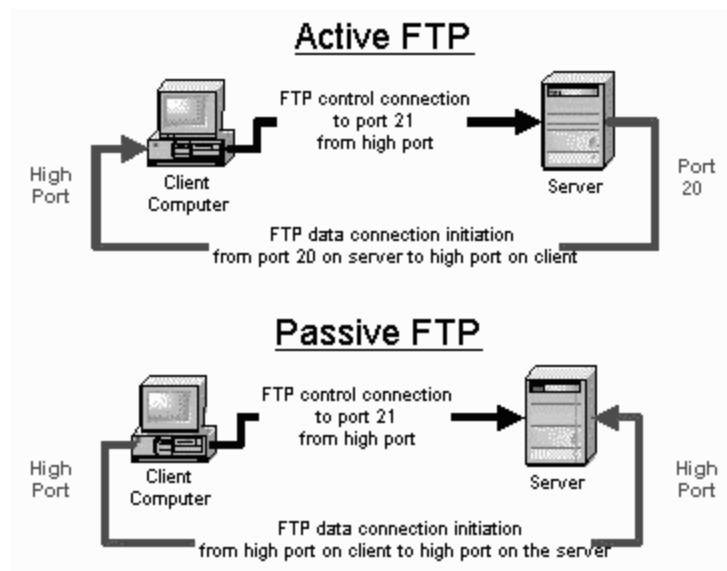 Active FTP
FTP control connection
to port 21
from high port
High
Port
Client
Computer
Server
Port
20
FTP data connection initiation
from port 20 on server to high port on client
Passive FTP
FTP control connection
to port 21
from high port
High
Port
Client
Computer
Server
High
Port
FTP data connection initiation
from high port on client to high port on the server